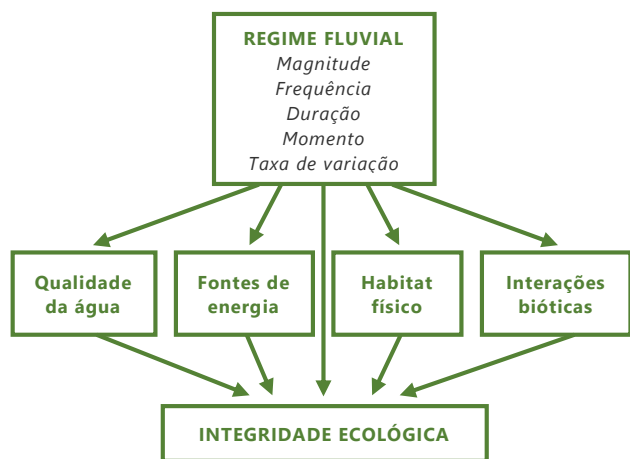 REGIME FLUVIAL
Magnitude
Frequência
Duração
Momento
Taxa de variação
Qualidade
da água
Fontes de
energia
Habitat
físico
Interações
bióticas
INTEGRIDADE ECOLÓGICA